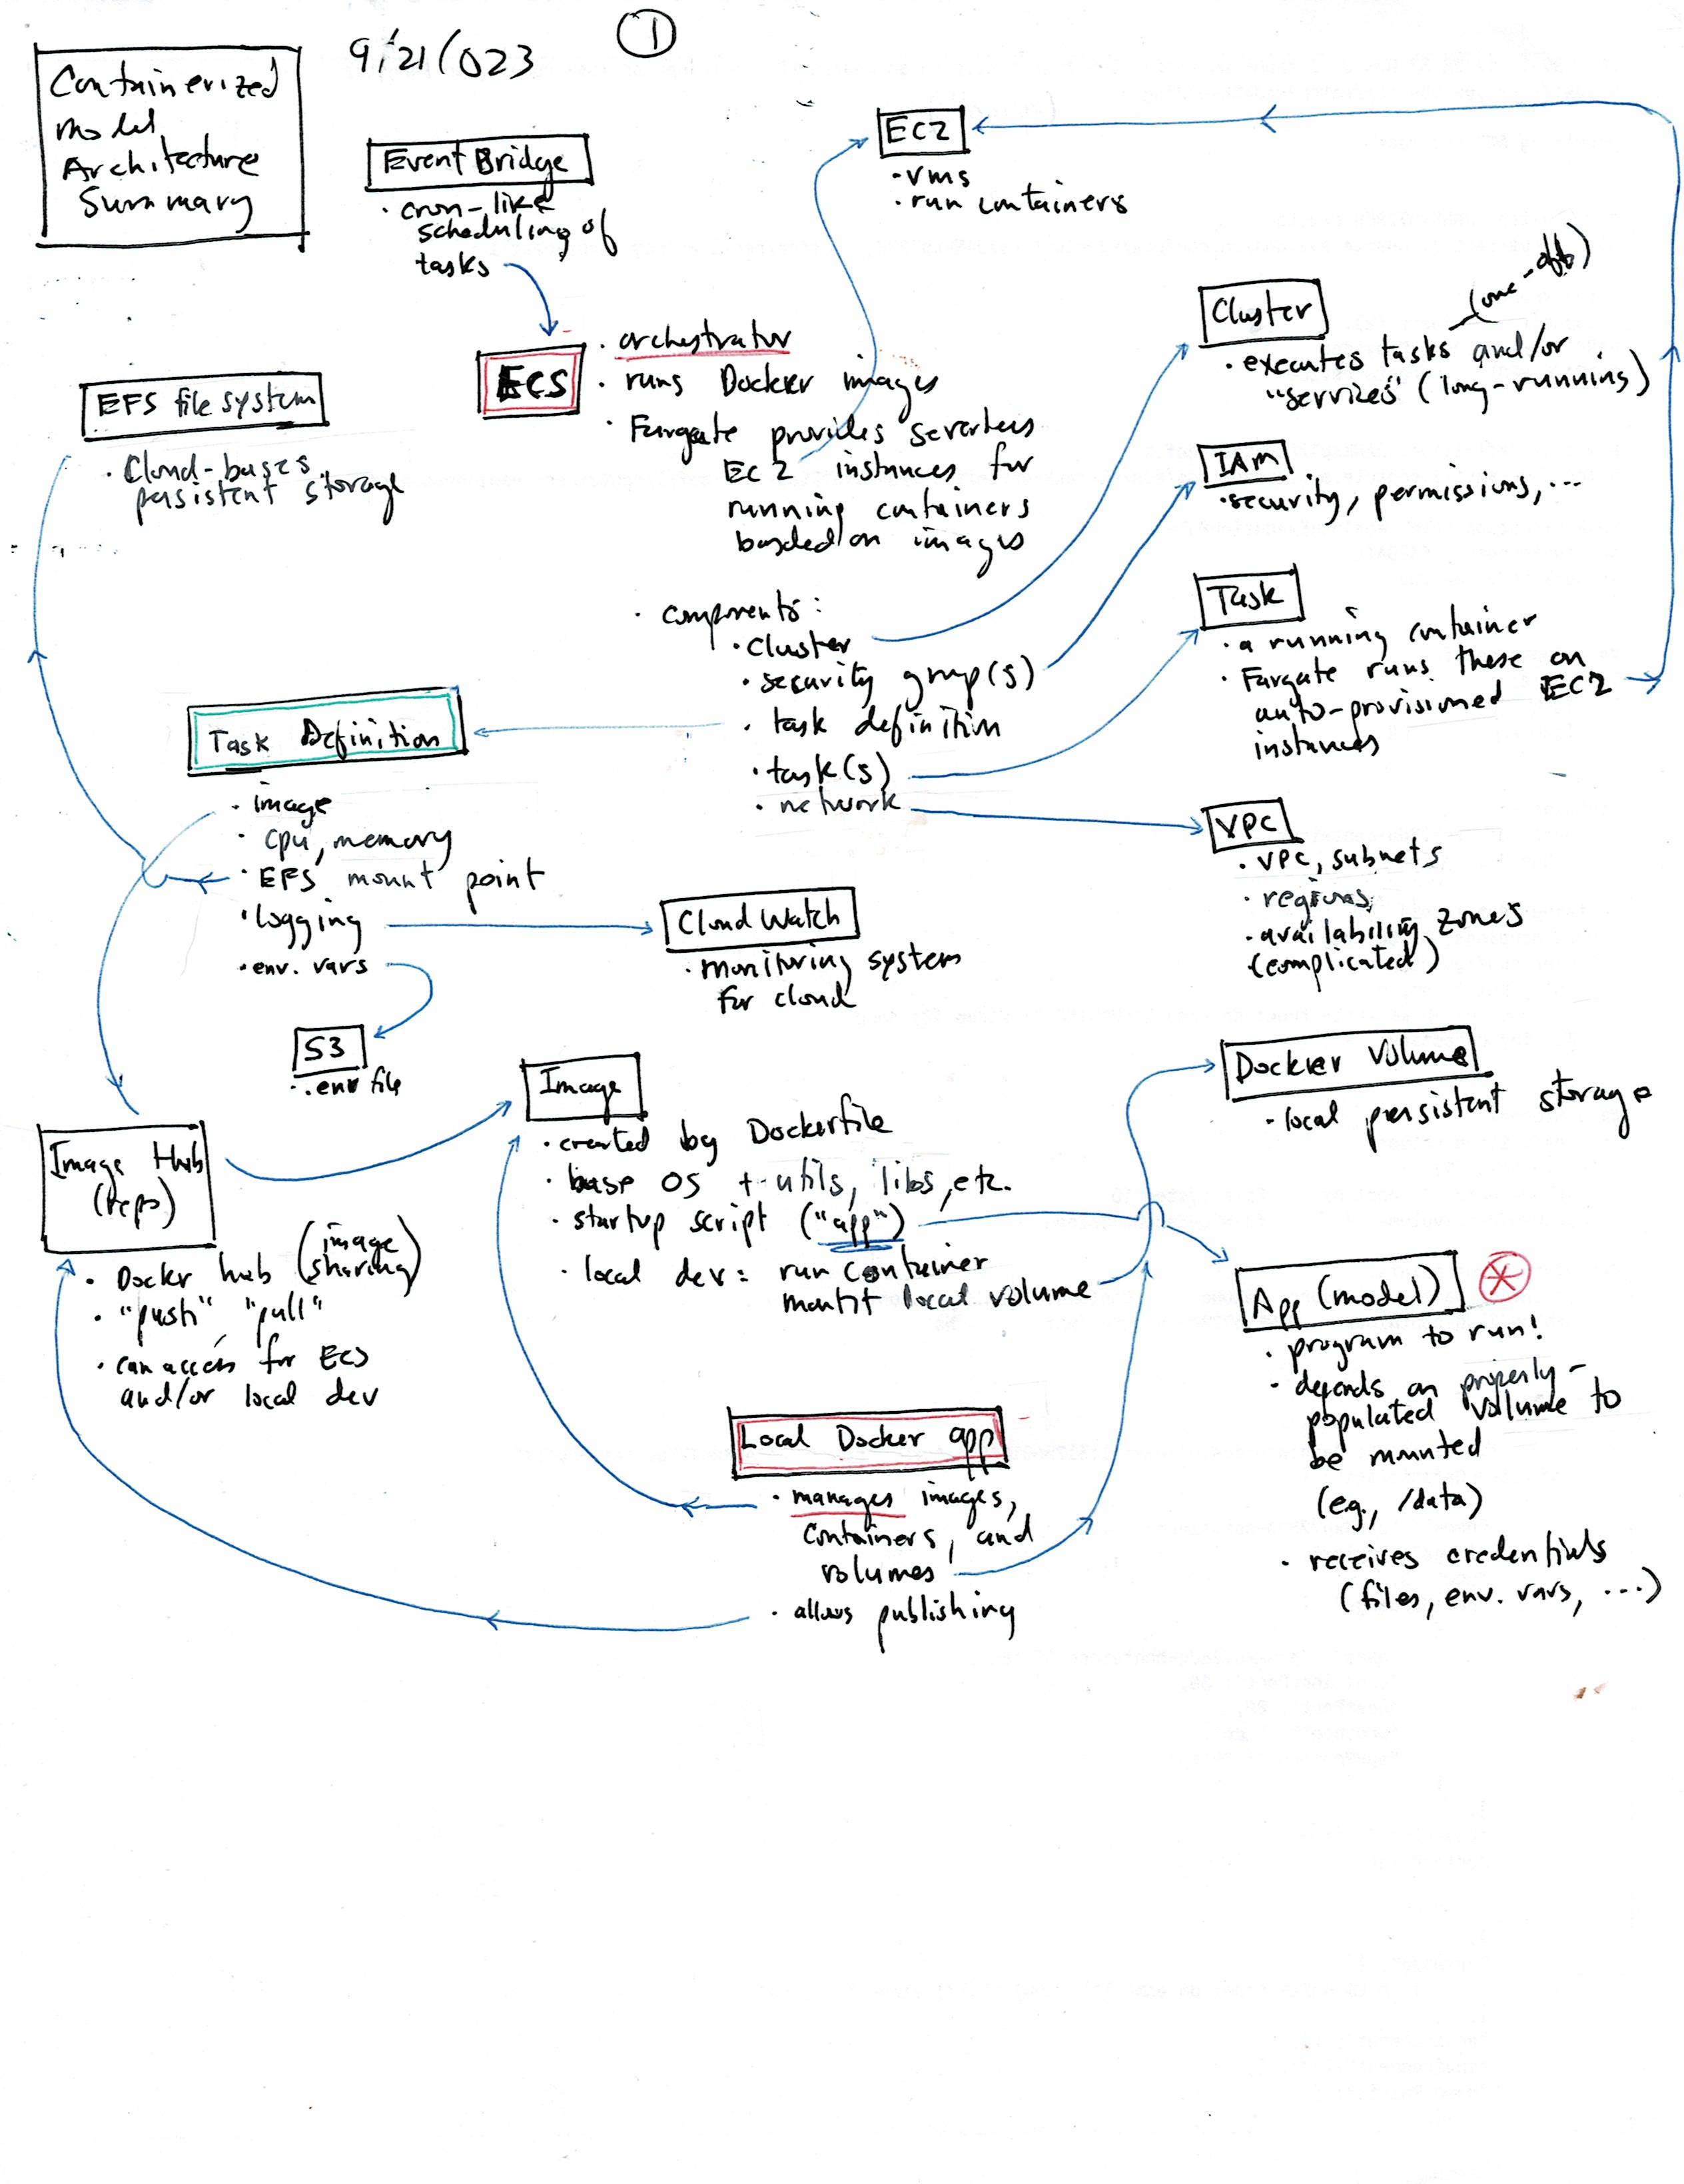 Containerized
Model
Architecture
Summary
9/21/023
1
Event Bridge
· cron-like
scheduling of
tasks
EC2
· vms
· run containers
ECS
· orchestrator
· runs Docker images
· Fargate provides serverless
EC2 instances for
running containers
based on images
· components:
· cluster
· security group(s)
· task definition
· task(s)
· network
EFS file system
· Cloud-bases
persistent storage
Cluster
(one-offs)
· executes tasks and/or
"services" (long-running)
IAM
· security, permissions, ...
Task
· a running container
· Fargate runs these on
auto-provisioned EC2
instances
VPC
· VPC, subnets
· regions
· availability zones
(complicated)
Task Definition
· image
· cpu, memory
· EFS mount point
· logging
· env. vars
Cloud Watch
· monitoring system
for cloud
S3
· .env file
Image Hub
(repo)
· Docker hub (image
sharing)
· "push" "pull"
· can access for ECS
and/or local dev
Image
· created by Dockerfile
· base OS + utils, libs, etc.
· startup script ("app")
· local dev: run container
local volume
Docker Volume
· local persistent storage
App (model)
· program to run!
· depends on properly-
populated volume to
be mounted
(e.g., /data)
· receives credentials
(files, env. vars, ...)
Local Docker app
· manages images,
containers, and
volumes
· allows publishing